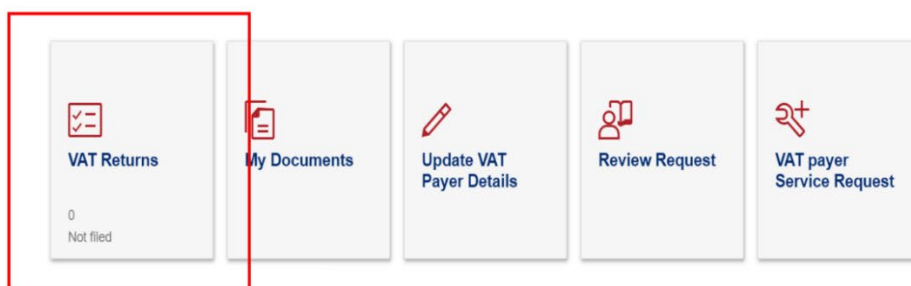 VAT Returns
0
Not filed
My Documents
Update VAT
Payer Details
Review Request
VAT payer
Service Request